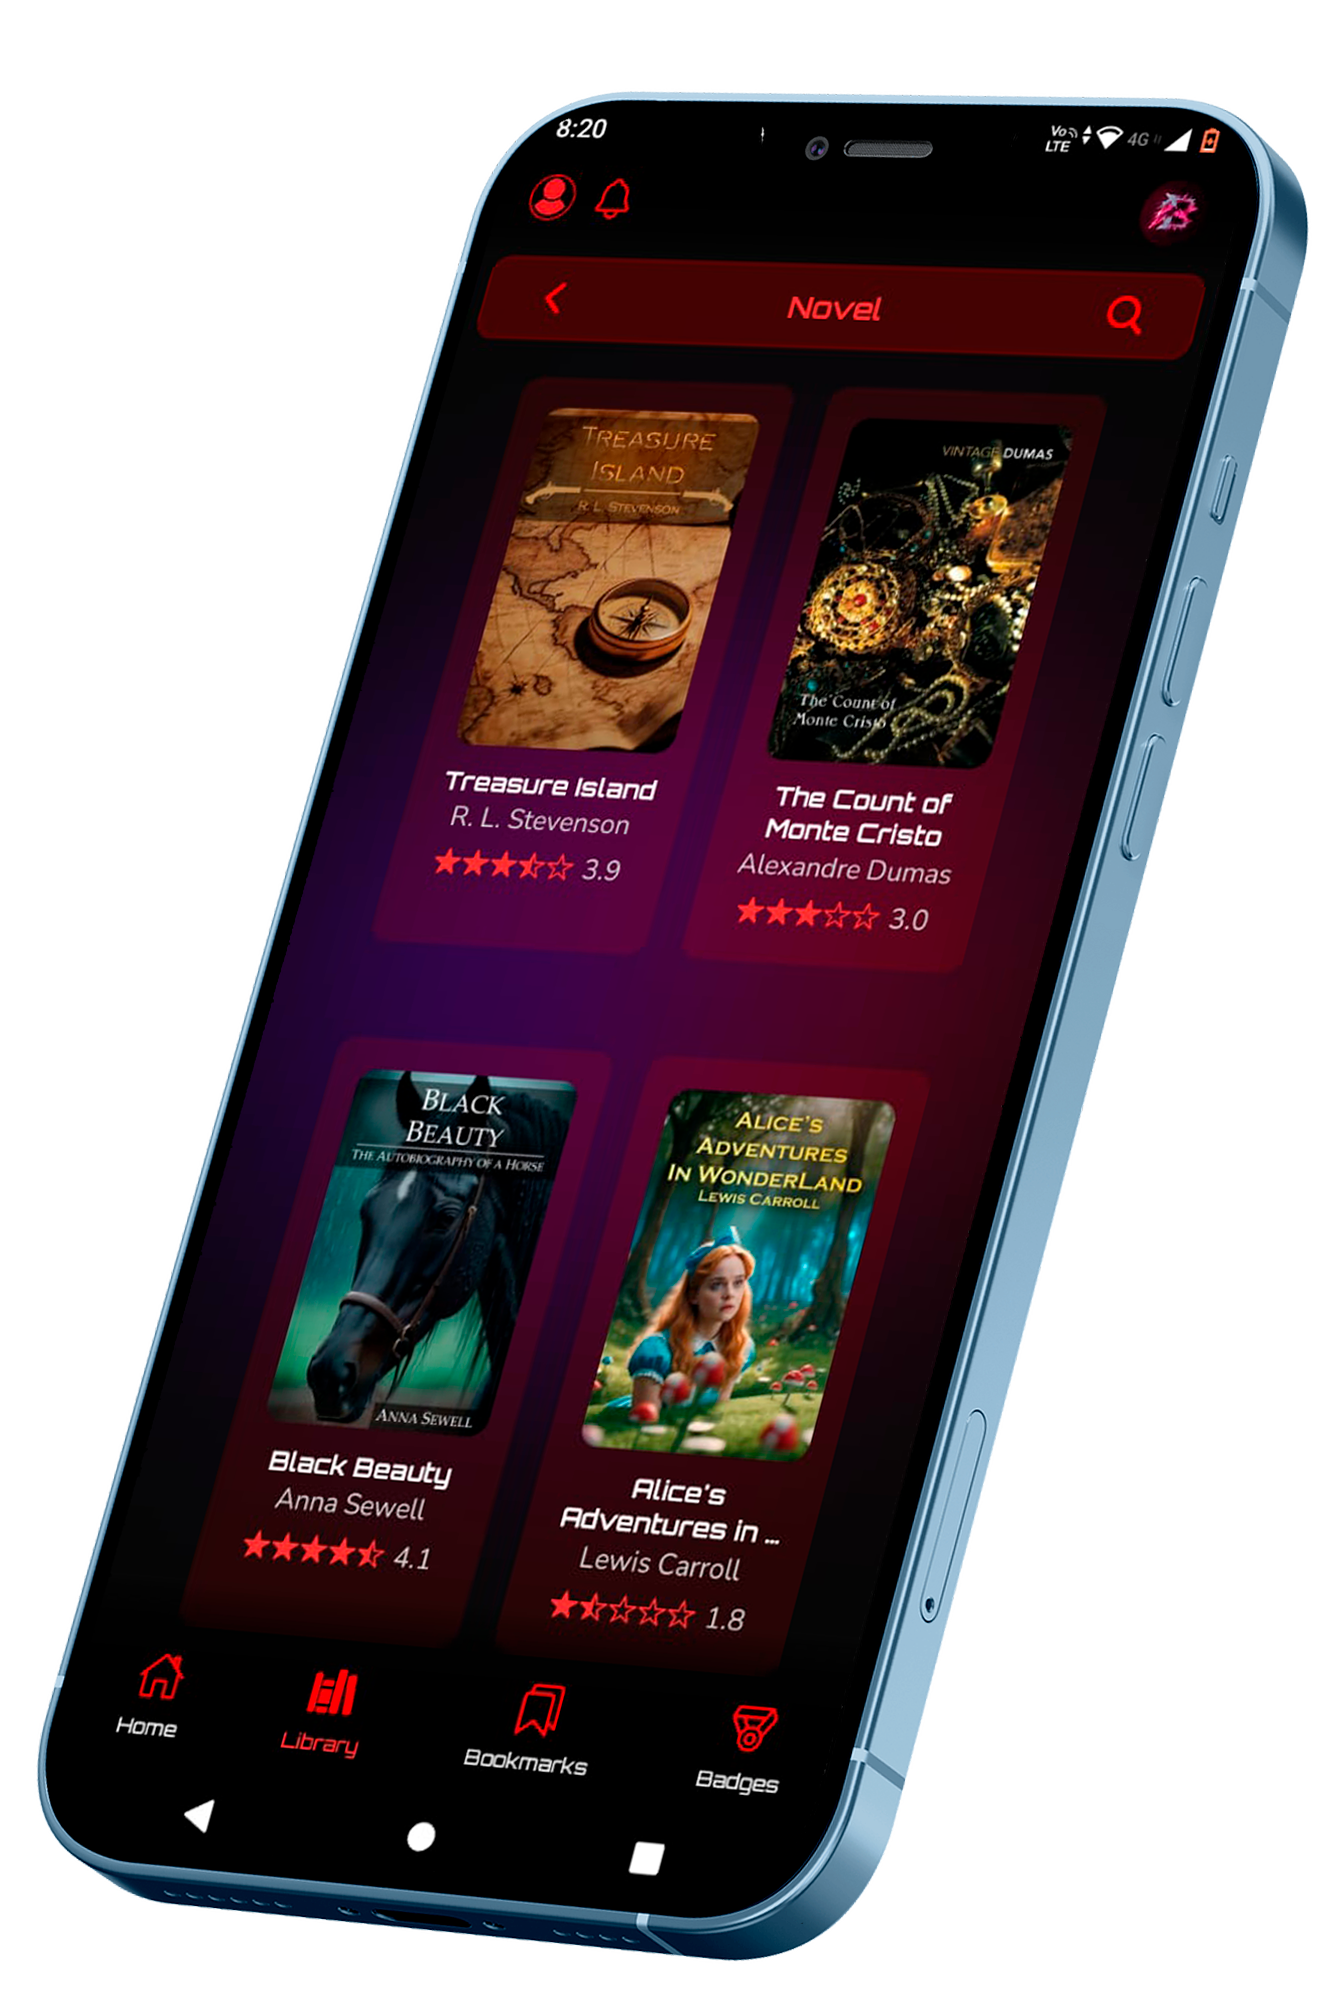 8:20
Vo
LTE
4G
Novel
TREASURE
ISLAND
R. L. STEVENSON
VINTAGE DUMAS
The Count of
Monte Cristo
Treasure Island
R. L. Stevenson
3.9
The Count of
Monte Cristo
Alexandre Dumas
3.0
BLACK
BEAUTY
THE AUTOBIOGRAPHY OF A HORSE
ANNA SEWELL
ALICE'S
ADVENTURES
IN WONDERLAND
LEWIS CARROLL
Black Beauty
Anna Sewell
4.1
Alice's
Adventures in ...
Lewis Carroll
1.8
Home
Library
Bookmarks
Badges